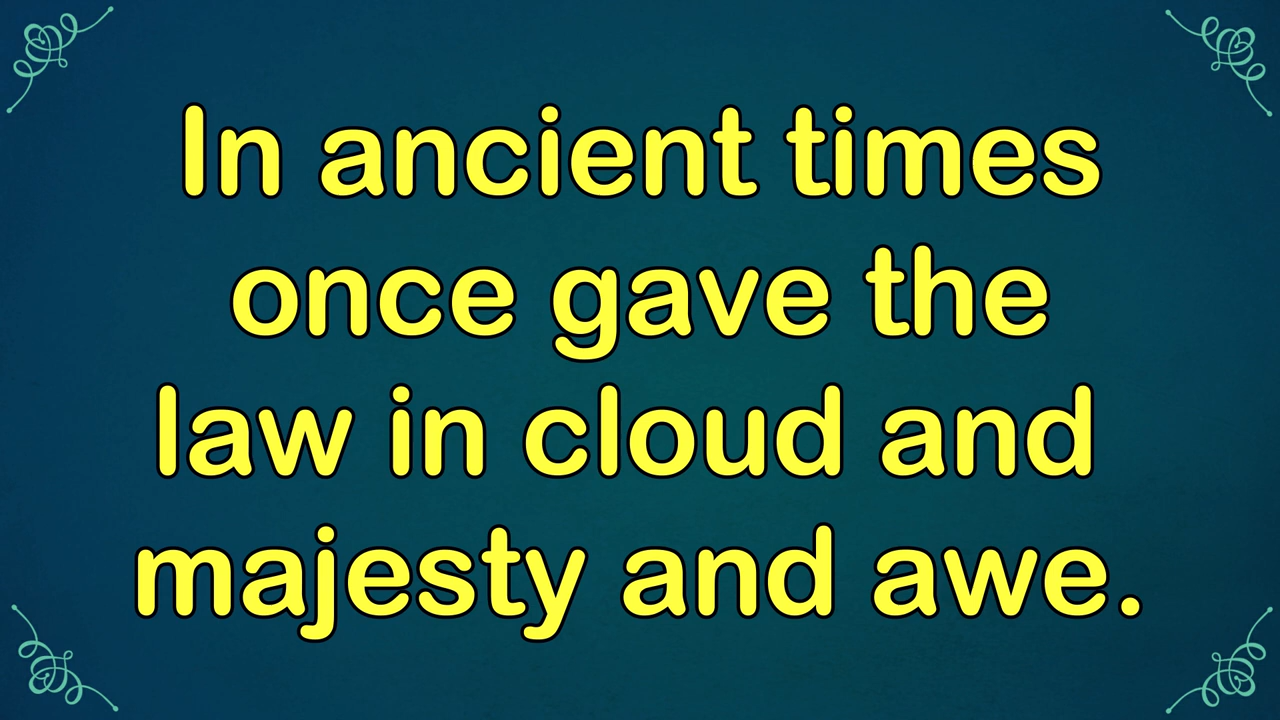 In ancient times
once gave the
law in cloud and
majesty and awe.